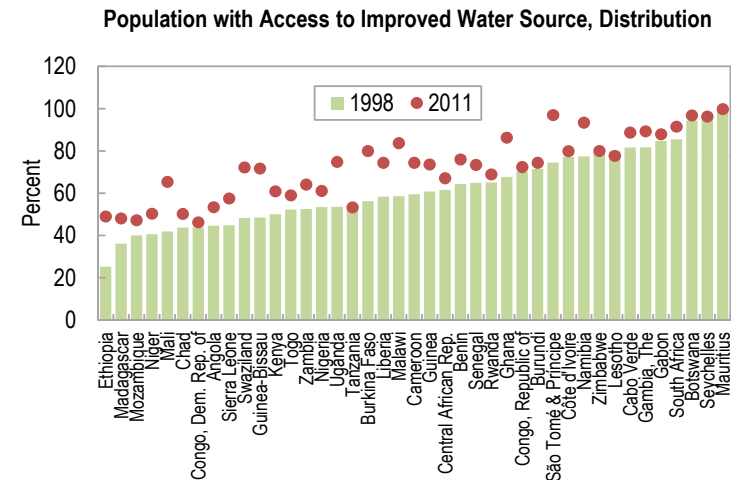 Population with Access to Improved Water Source, Distribution
120
100
80
60
40
20
0
Percent
1998
2011
Ethiopia
Madagascar
Mozambique
Niger
Mali
Chad
Congo, Dem. Rep. of
Angola
Sierra Leone
Swaziland
Guinea-Bissau
Kenya
Togo
Zambia
Nigeria
Uganda
Tanzania
Burkina Faso
Liberia
Malawi
Cameroon
Guinea
Central African Rep.
Benin
Senegal
Rwanda
Ghana
Congo, Republic of
Burundi
São Tomé & Príncipe
Côte d'Ivoire
Namibia
Zimbabwe
Lesotho
Cabo Verde
Gambia, The
Gabon
South Africa
Botswana
Seychelles
Mauritius